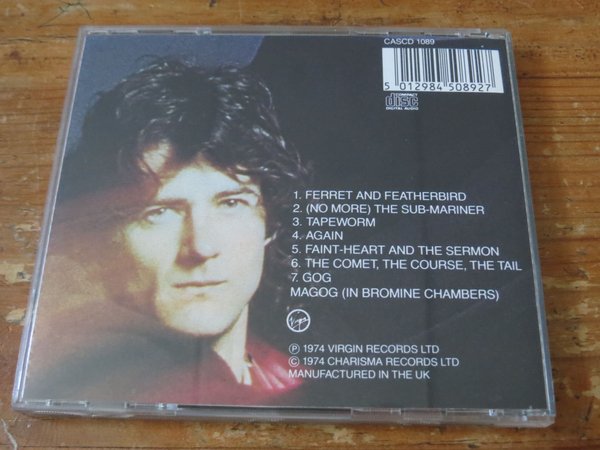 CASCD 1089
5 012984 508927
COMPACT
disc
DIGITAL AUDIO
1. FERRET AND FEATHERBIRD
2. (NO MORE) THE SUB-MARINER
3. TAPEWORM
4. AGAIN
5. FAINT-HEART AND THE SERMON
6. THE COMET, THE COURSE, THE TAIL
7. GOG
MAGOG (IN BROMINE CHAMBERS)
Virgin
℗ 1974 VIRGIN RECORDS LTD
© 1974 CHARISMA RECORDS LTD
MANUFACTURED IN THE UK